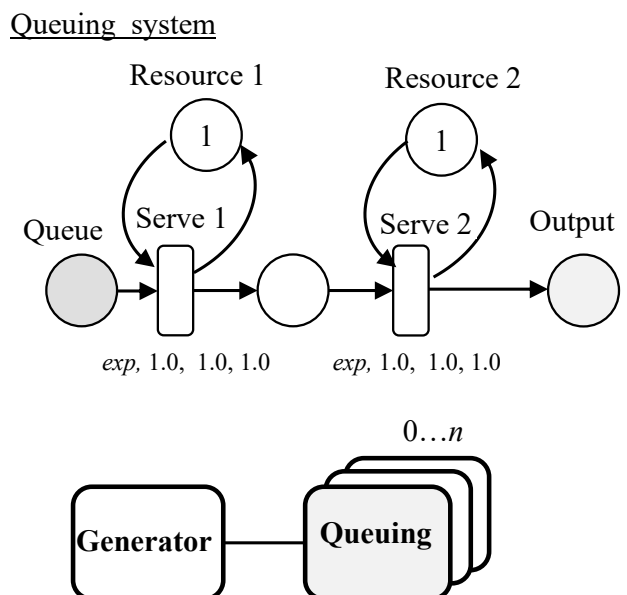 Queuing system
Resource 1
Resource 2
1
1
Serve 1
Serve 2
Queue
Output
exp, 1.0, 1.0, 1.0
exp, 1.0, 1.0, 1.0
0…n
Generator
Queuing